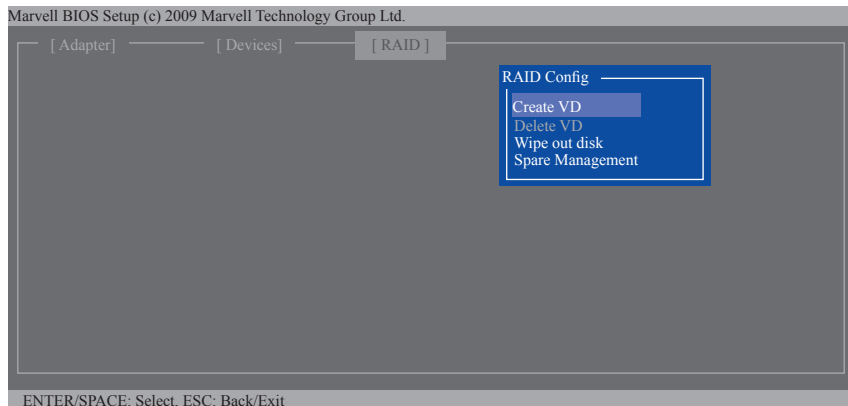 Marvell BIOS Setup (c) 2009 Marvell Technology Group Ltd.
[ Adapter] [ Devices] [ RAID ]
RAID Config
Create VD
Delete VD
Wipe out disk
Spare Management
ENTER/SPACE: Select, ESC: Back/Exit